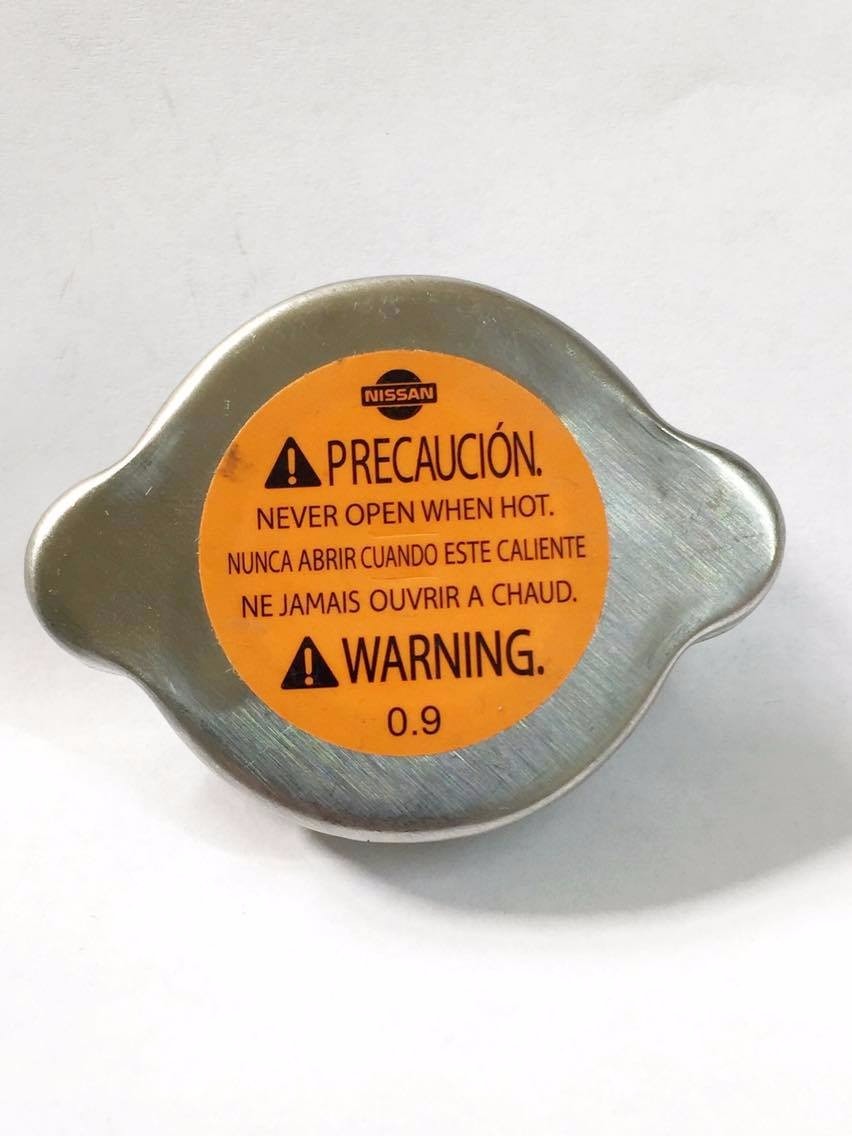 NISSAN
PRECAUCIÓN.
NEVER OPEN WHEN HOT.
NUNCA ABRIR CUANDO ESTE CALIENTE
NE JAMAIS OUVRIR A CHAUD.
WARNING.
0.9